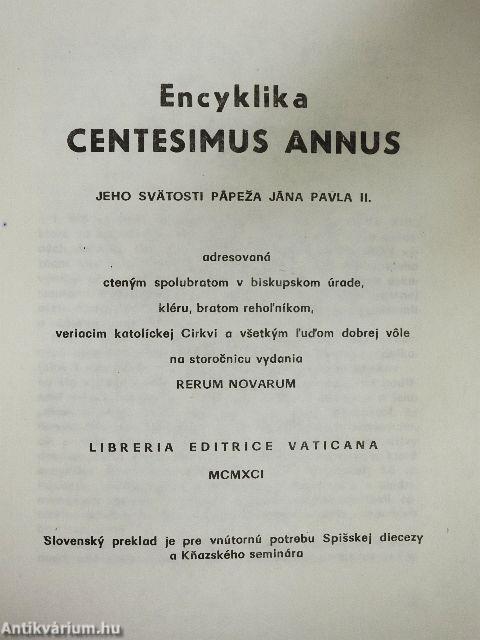 Encyklika
CENTESIMUS ANNUS
JEHO SVÄTOSTI PÁPEŽA JÁNA PAVLA II.
adresovaná
cteným spolubratom v biskupskom úrade,
kléru, bratom rehoľníkom,
veriacim katolíckej Cirkvi a všetkým ľuďom dobrej vôle
na storočnicu vydania
RERUM NOVARUM
LIBRERIA EDITRICE VATICANA
MCMXCI
Slovenský preklad je pre vnútornú potrebu Spišskej diecezy
a Kňazského seminára
Antikvárium.hu